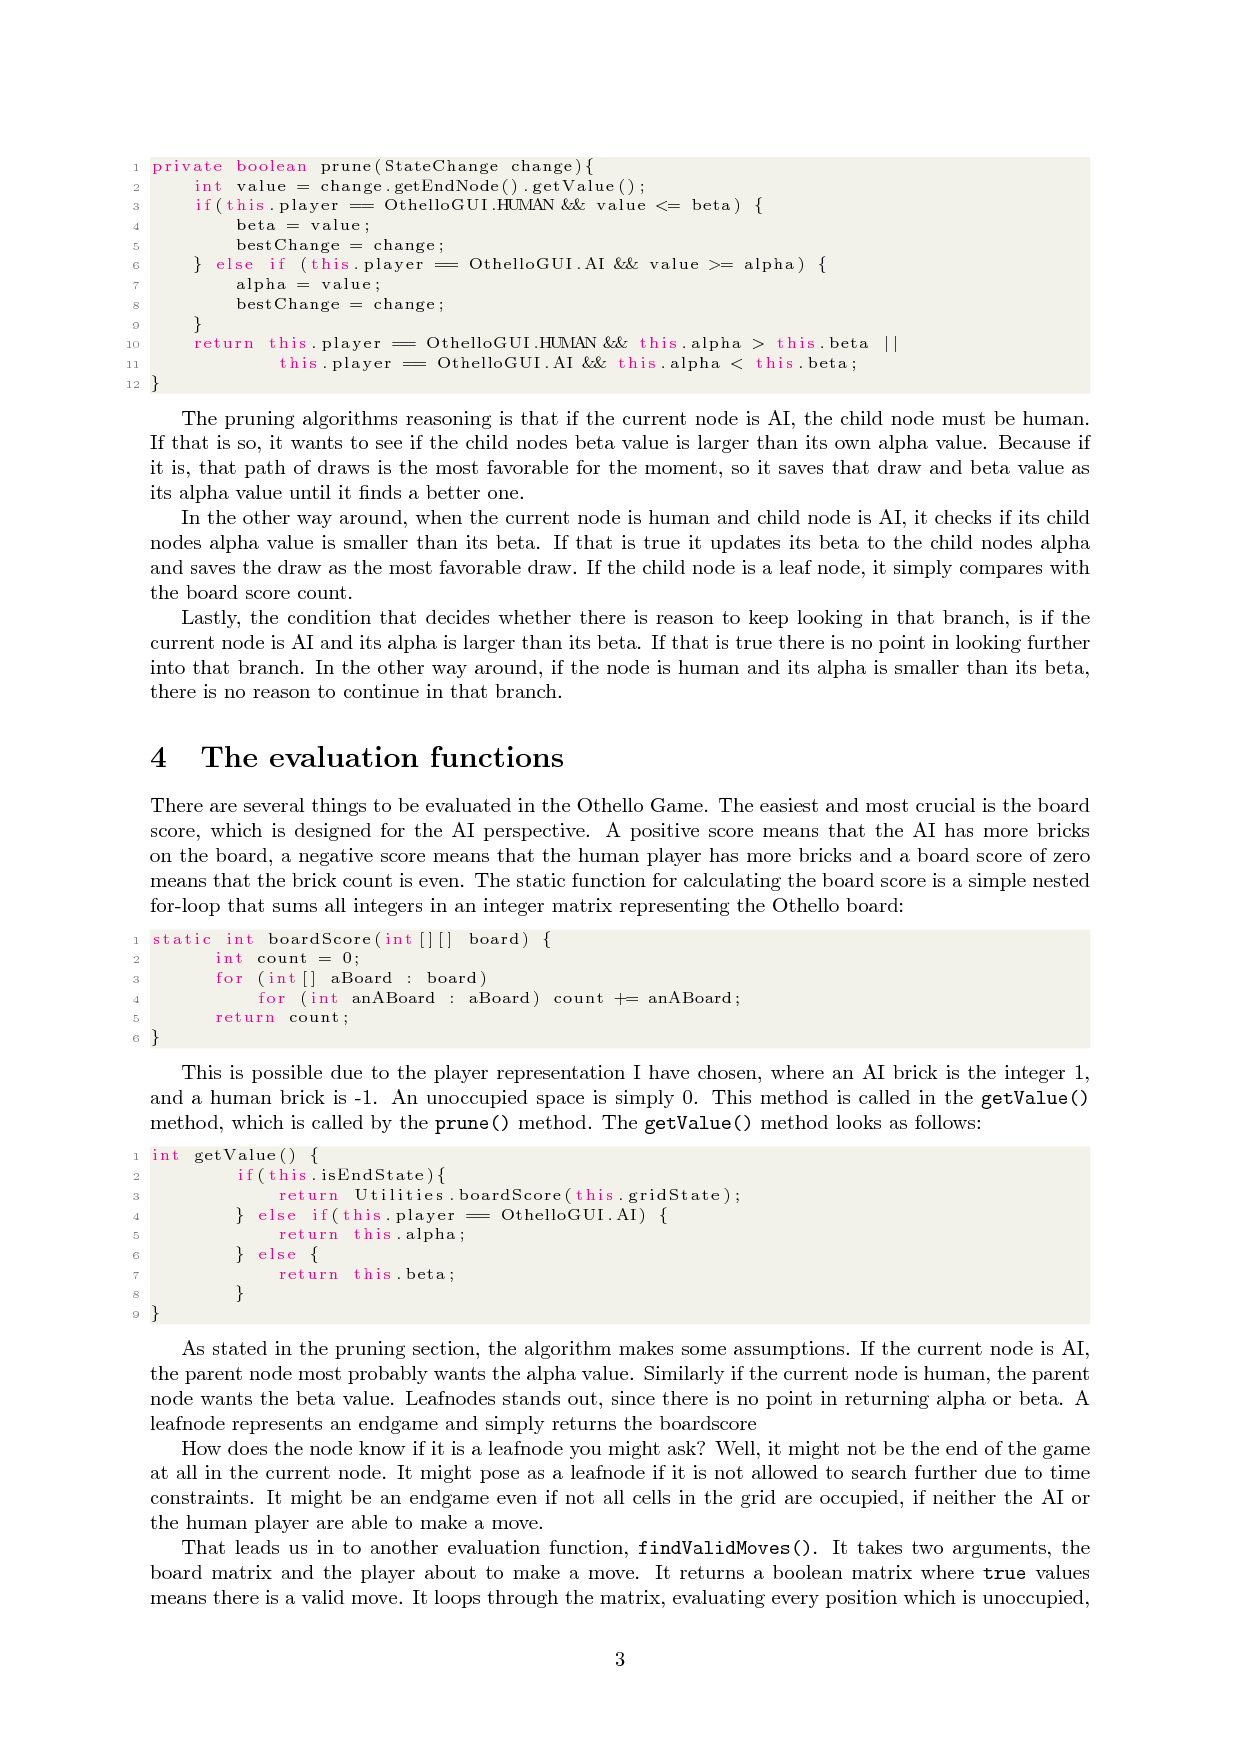 1 private boolean prune(StateChange change){
2 int value = change.getEndNode().getValue();
3 if(this.player == OthelloGUI.HUMAN && value <= beta) {
4 beta = value;
5 bestChange = change;
6 } else if (this.player == OthelloGUI.AI && value >= alpha) {
7 alpha = value;
8 bestChange = change;
9 }
10 return this.player == OthelloGUI.HUMAN && this.alpha > this.beta ||
11 this.player == OthelloGUI.AI && this.alpha < this.beta;
12 }
The pruning algorithms reasoning is that if the current node is AI, the child node must be human.
If that is so, it wants to see if the child nodes beta value is larger than its own alpha value. Because if
it is, that path of draws is the most favorable for the moment, so it saves that draw and beta value as
its alpha value until it finds a better one.
In the other way around, when the current node is human and child node is AI, it checks if its child
nodes alpha value is smaller than its beta. If that is true it updates its beta to the child nodes alpha
and saves the draw as the most favorable draw. If the child node is a leaf node, it simply compares with
the board score count.
Lastly, the condition that decides whether there is reason to keep looking in that branch, is if the
current node is AI and its alpha is larger than its beta. If that is true there is no point in looking further
into that branch. In the other way around, if the node is human and its alpha is smaller than its beta,
there is no reason to continue in that branch.
4 The evaluation functions
There are several things to be evaluated in the Othello Game. The easiest and most crucial is the board
score, which is designed for the AI perspective. A positive score means that the AI has more bricks
on the board, a negative score means that the human player has more bricks and a board score of zero
means that the brick count is even. The static function for calculating the board score is a simple nested
for-loop that sums all integers in an integer matrix representing the Othello board:
1 static int boardScore(int[][] board) {
2 int count = 0;
3 for (int[] aBoard : board)
4 for (int anABoard : aBoard) count += anABoard;
5 return count;
6 }
This is possible due to the player representation I have chosen, where an AI brick is the integer 1,
and a human brick is -1. An unoccupied space is simply 0. This method is called in the getValue()
method, which is called by the prune() method. The getValue() method looks as follows:
1 int getValue() {
2 if(this.isEndState){
3 return Utilities.boardScore(this.gridState);
4 } else if(this.player == OthelloGUI.AI) {
5 return this.alpha;
6 } else {
7 return this.beta;
8 }
9 }
As stated in the pruning section, the algorithm makes some assumptions. If the current node is AI,
the parent node most probably wants the alpha value. Similarly if the current node is human, the parent
node wants the beta value. Leafnodes stands out, since there is no point in returning alpha or beta. A
leafnode represents an endgame and simply returns the boardscore
How does the node know if it is a leafnode you might ask? Well, it might not be the end of the game
at all in the current node. It might pose as a leafnode if it is not allowed to search further due to time
constraints. It might be an endgame even if not all cells in the grid are occupied, if neither the AI or
the human player are able to make a move.
That leads us in to another evaluation function, findValidMoves(). It takes two arguments, the
board matrix and the player about to make a move. It returns a boolean matrix where true values
means there is a valid move. It loops through the matrix, evaluating every position which is unoccupied,
3